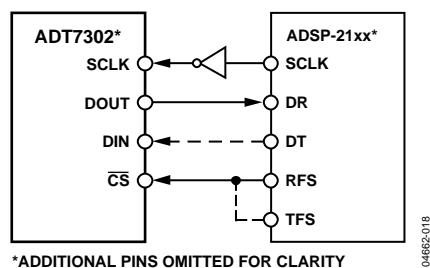 ADT7302*
SCLK
DOUT
DIN
CS
ADSP-21xx*
SCLK
DR
DT
RFS
TFS
*ADDITIONAL PINS OMITTED FOR CLARITY
04662-018